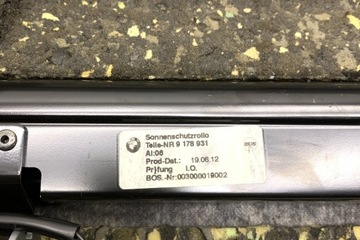 Sonnenschutzrollo
Teile-NR 9 178 931
AI:06
Prod-Dat.: 19.06.12
Prüfung I.O.
BOS.-Nr:003000019002